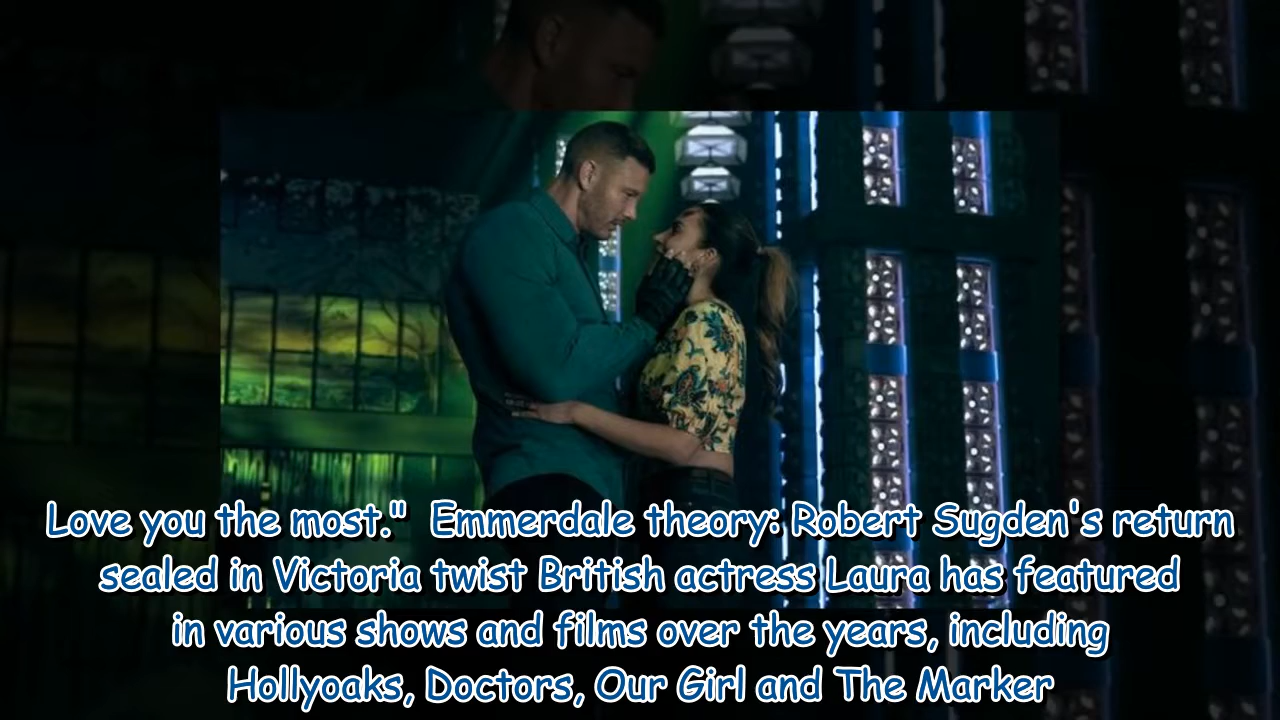 Love you the most."  Emmerdale theory: Robert Sugden's return
sealed in Victoria twist British actress Laura has featured
in various shows and films over the years, including
Hollyoaks, Doctors, Our Girl and The Marker